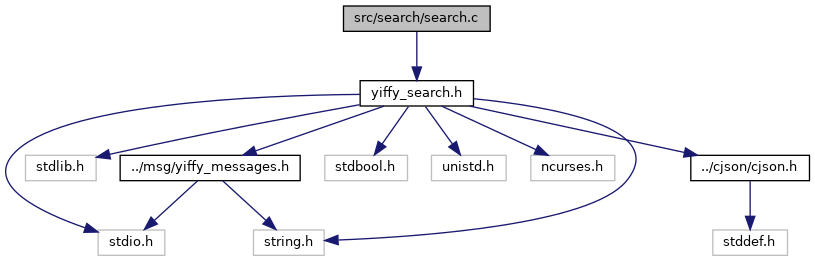 src/search/search.c
yiffy_search.h
stdlib.h
../msg/yiffy_messages.h
stdbool.h
unistd.h
ncurses.h
../cjson/cjson.h
stdio.h
string.h
stddef.h